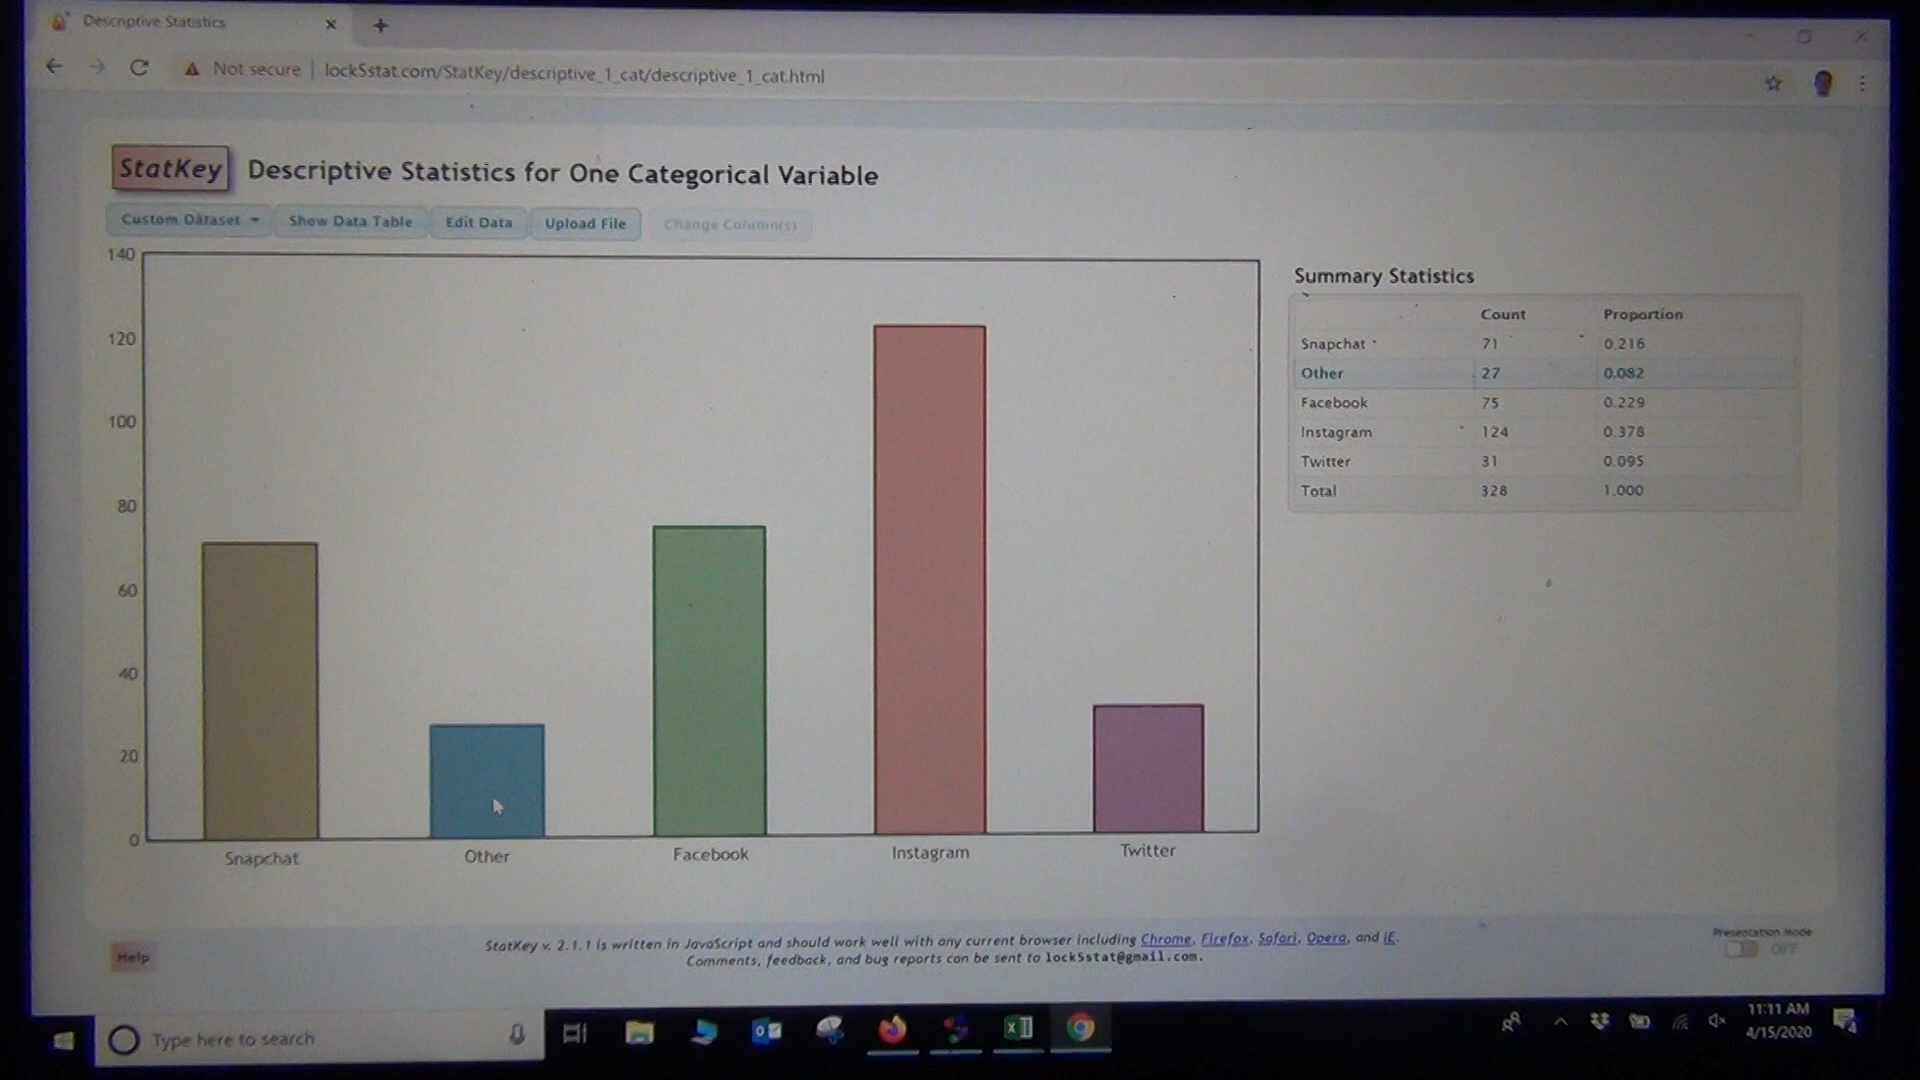 Descriptive Statistics
Not secure | lock5stat.com/StatKey/descriptive_1_cat/descriptive_1_cat.html
StatKey Descriptive Statistics for One Categorical Variable
Custom Dataset Show Data Table Edit Data Upload File Change Column(s)
140
120
100
80
60
40
20
0
Snapchat Other Facebook Instagram Twitter
Summary Statistics
Count Proportion
Snapchat 71 0.216
Other 27 0.082
Facebook 75 0.229
Instagram 124 0.378
Twitter 31 0.095
Total 328 1.000
Help
StatKey v. 2.1.1 is written in JavaScript and should work well with any current browser including Chrome, Firefox, Safari, Opera, and IE.
Comments, feedback, and bug reports can be sent to lock5stat@gmail.com.
Presentation Mode
OFF
Type here to search
11:11 AM
4/15/2020
4